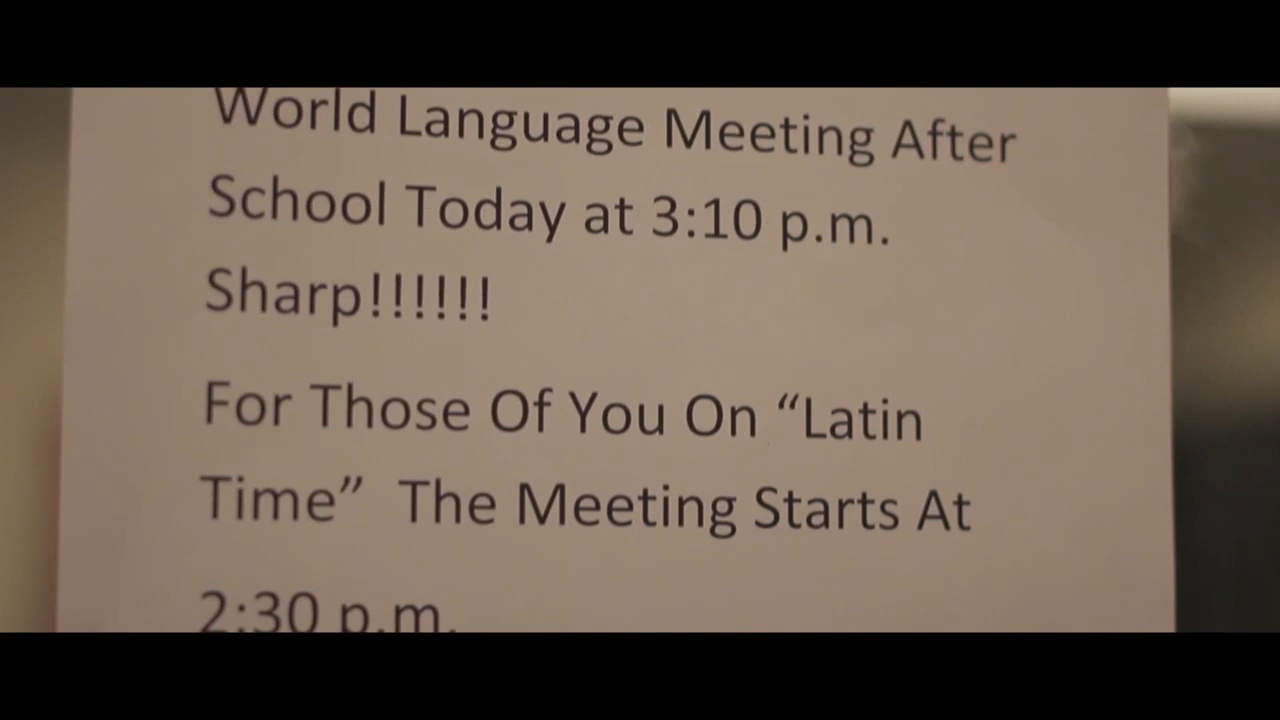 World Language Meeting After
School Today at 3:10 p.m.
Sharp!!!!!!
For Those Of You On “Latin
Time”  The Meeting Starts At
2:30 p.m.